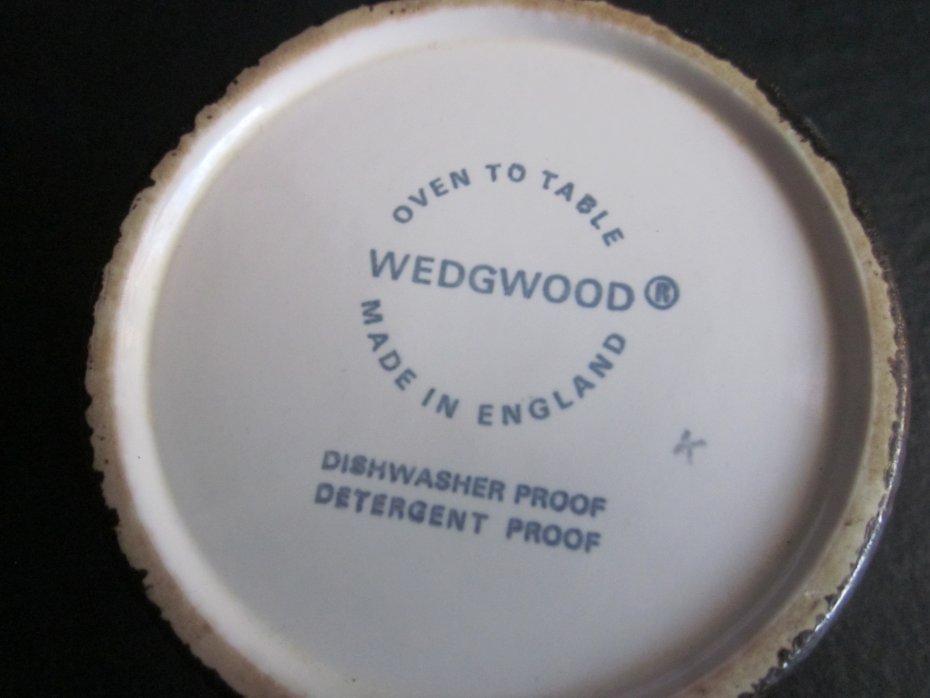 OVEN TO TABLE
WEDGWOOD®
MADE IN ENGLAND
DISHWASHER PROOF
DETERGENT PROOF